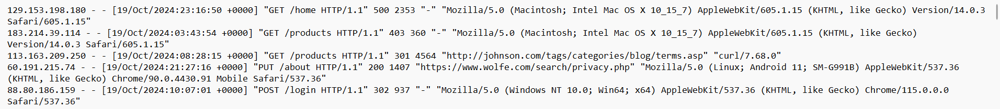 129.153.198.180 - - [19/Oct/2024:23:16:50 +0000] "GET /home HTTP/1.1" 500 2353 "-" "Mozilla/5.0 (Macintosh; Intel Mac OS X 10_15_7) AppleWebKit/605.1.15 (KHTML, like Gecko) Version/14.0.3
Safari/605.1.15"
183.214.39.114 - - [19/Oct/2024:03:43:54 +0000] "GET /products HTTP/1.1" 403 360 "-" "Mozilla/5.0 (Macintosh; Intel Mac OS X 10_15_7) AppleWebKit/605.1.15 (KHTML, like Gecko)
Version/14.0.3 Safari/605.1.15"
113.163.209.250 - - [19/Oct/2024:08:28:15 +0000] "GET /products HTTP/1.1" 301 4564 "http://johnson.com/tags/categories/blog/terms.asp" "curl/7.68.0"
60.191.215.74 - - [19/Oct/2024:21:27:16 +0000] "PUT /about HTTP/1.1" 200 1407 "https://www.wolfe.com/search/privacy.php" "Mozilla/5.0 (Linux; Android 11; SM-G991B) AppleWebKit/537.36
(KHTML, like Gecko) Chrome/90.0.4430.91 Mobile Safari/537.36"
88.80.186.159 - - [19/Oct/2024:10:07:01 +0000] "POST /login HTTP/1.1" 302 937 "-" "Mozilla/5.0 (Windows NT 10.0; Win64; x64) AppleWebKit/537.36 (KHTML, like Gecko) Chrome/115.0.0.0
Safari/537.36"